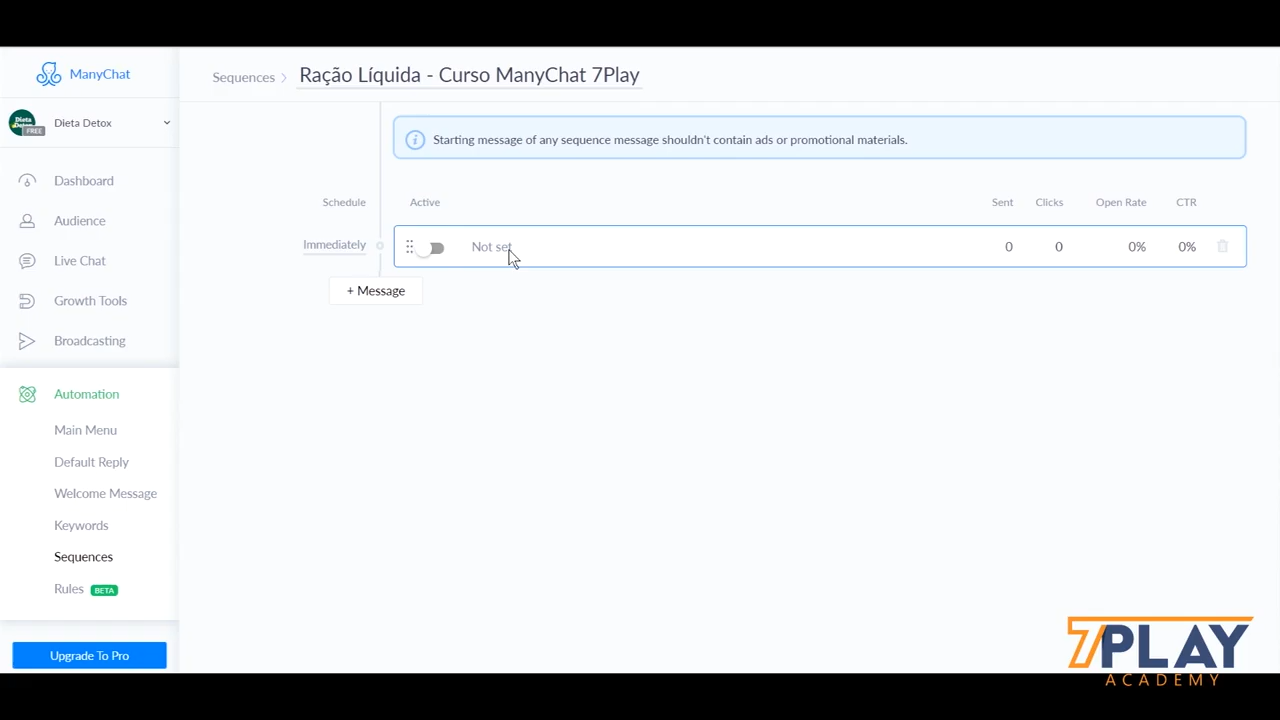 ManyChat
Sequences > Ração Líquida - Curso ManyChat 7Play
Dieta Detox
FREE
Dieta Detox
Starting message of any sequence message shouldn't contain ads or promotional materials.
Dashboard
Audience
Live Chat
Growth Tools
Broadcasting
Automation
Main Menu
Default Reply
Welcome Message
Keywords
Sequences
Rules BETA
Upgrade To Pro
Schedule Active Sent Clicks Open Rate CTR
Immediately Not set 0 0 0% 0%
+ Message
7PLAY
ACADEMY